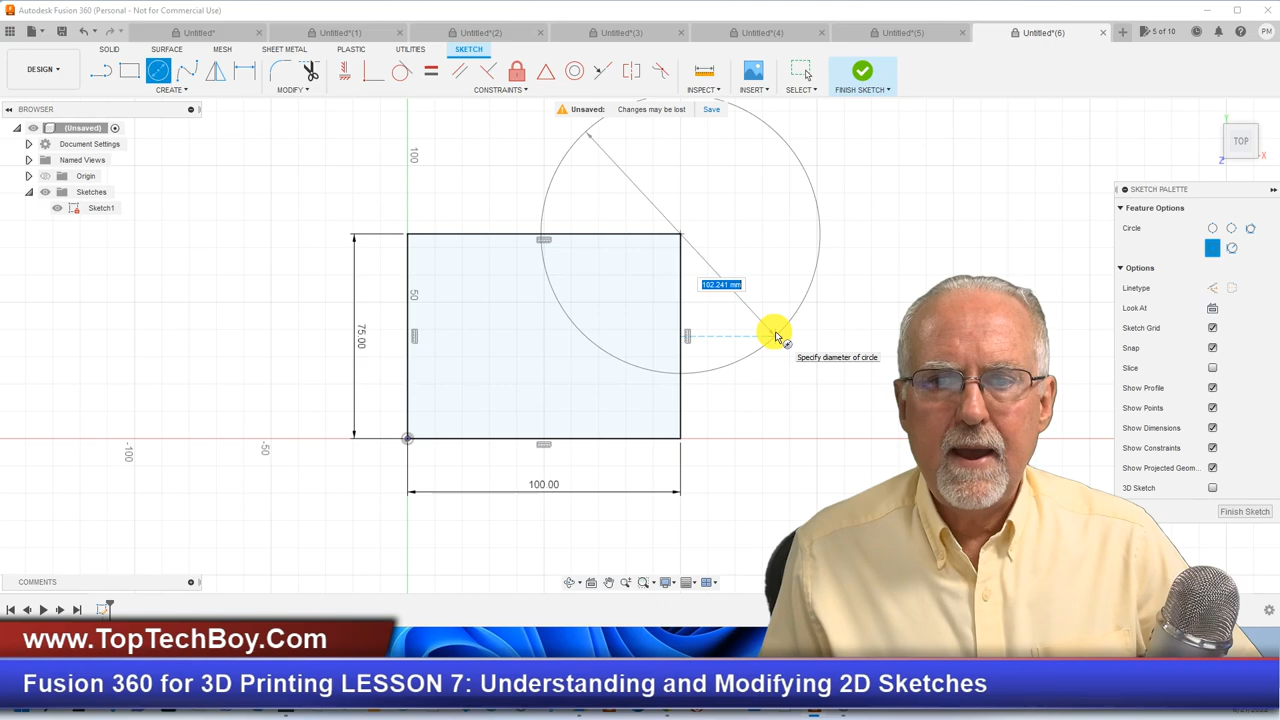 Autodesk Fusion 360 (Personal - Not for Commercial Use)
Untitled* Untitled*(1) Untitled*(2) Untitled*(3) Untitled*(4) Untitled*(5) Untitled*(6) 5 of 10 PM
SOLID SURFACE MESH SHEET METAL PLASTIC UTILITIES SKETCH
DESIGN
CREATE MODIFY CONSTRAINTS INSPECT INSERT SELECT FINISH SKETCH
BROWSER
Unsaved: Changes may be lost Save
(Unsaved)
Document Settings
Named Views
Origin
Sketches
Sketch1
100
50
75.00
100.00
-100
-50
102.241 mm
Specify diameter of circle
Y
TOP
Z X
SKETCH PALETTE
Feature Options
Circle
Options
Linetype
Look At
Sketch Grid
Snap
Slice
Show Profile
Show Points
Show Dimensions
Show Constraints
Show Projected Geom...
3D Sketch
Finish Sketch
COMMENTS
www.TopTechBoy.Com
Fusion 360 for 3D Printing LESSON 7: Understanding and Modifying 2D Sketches